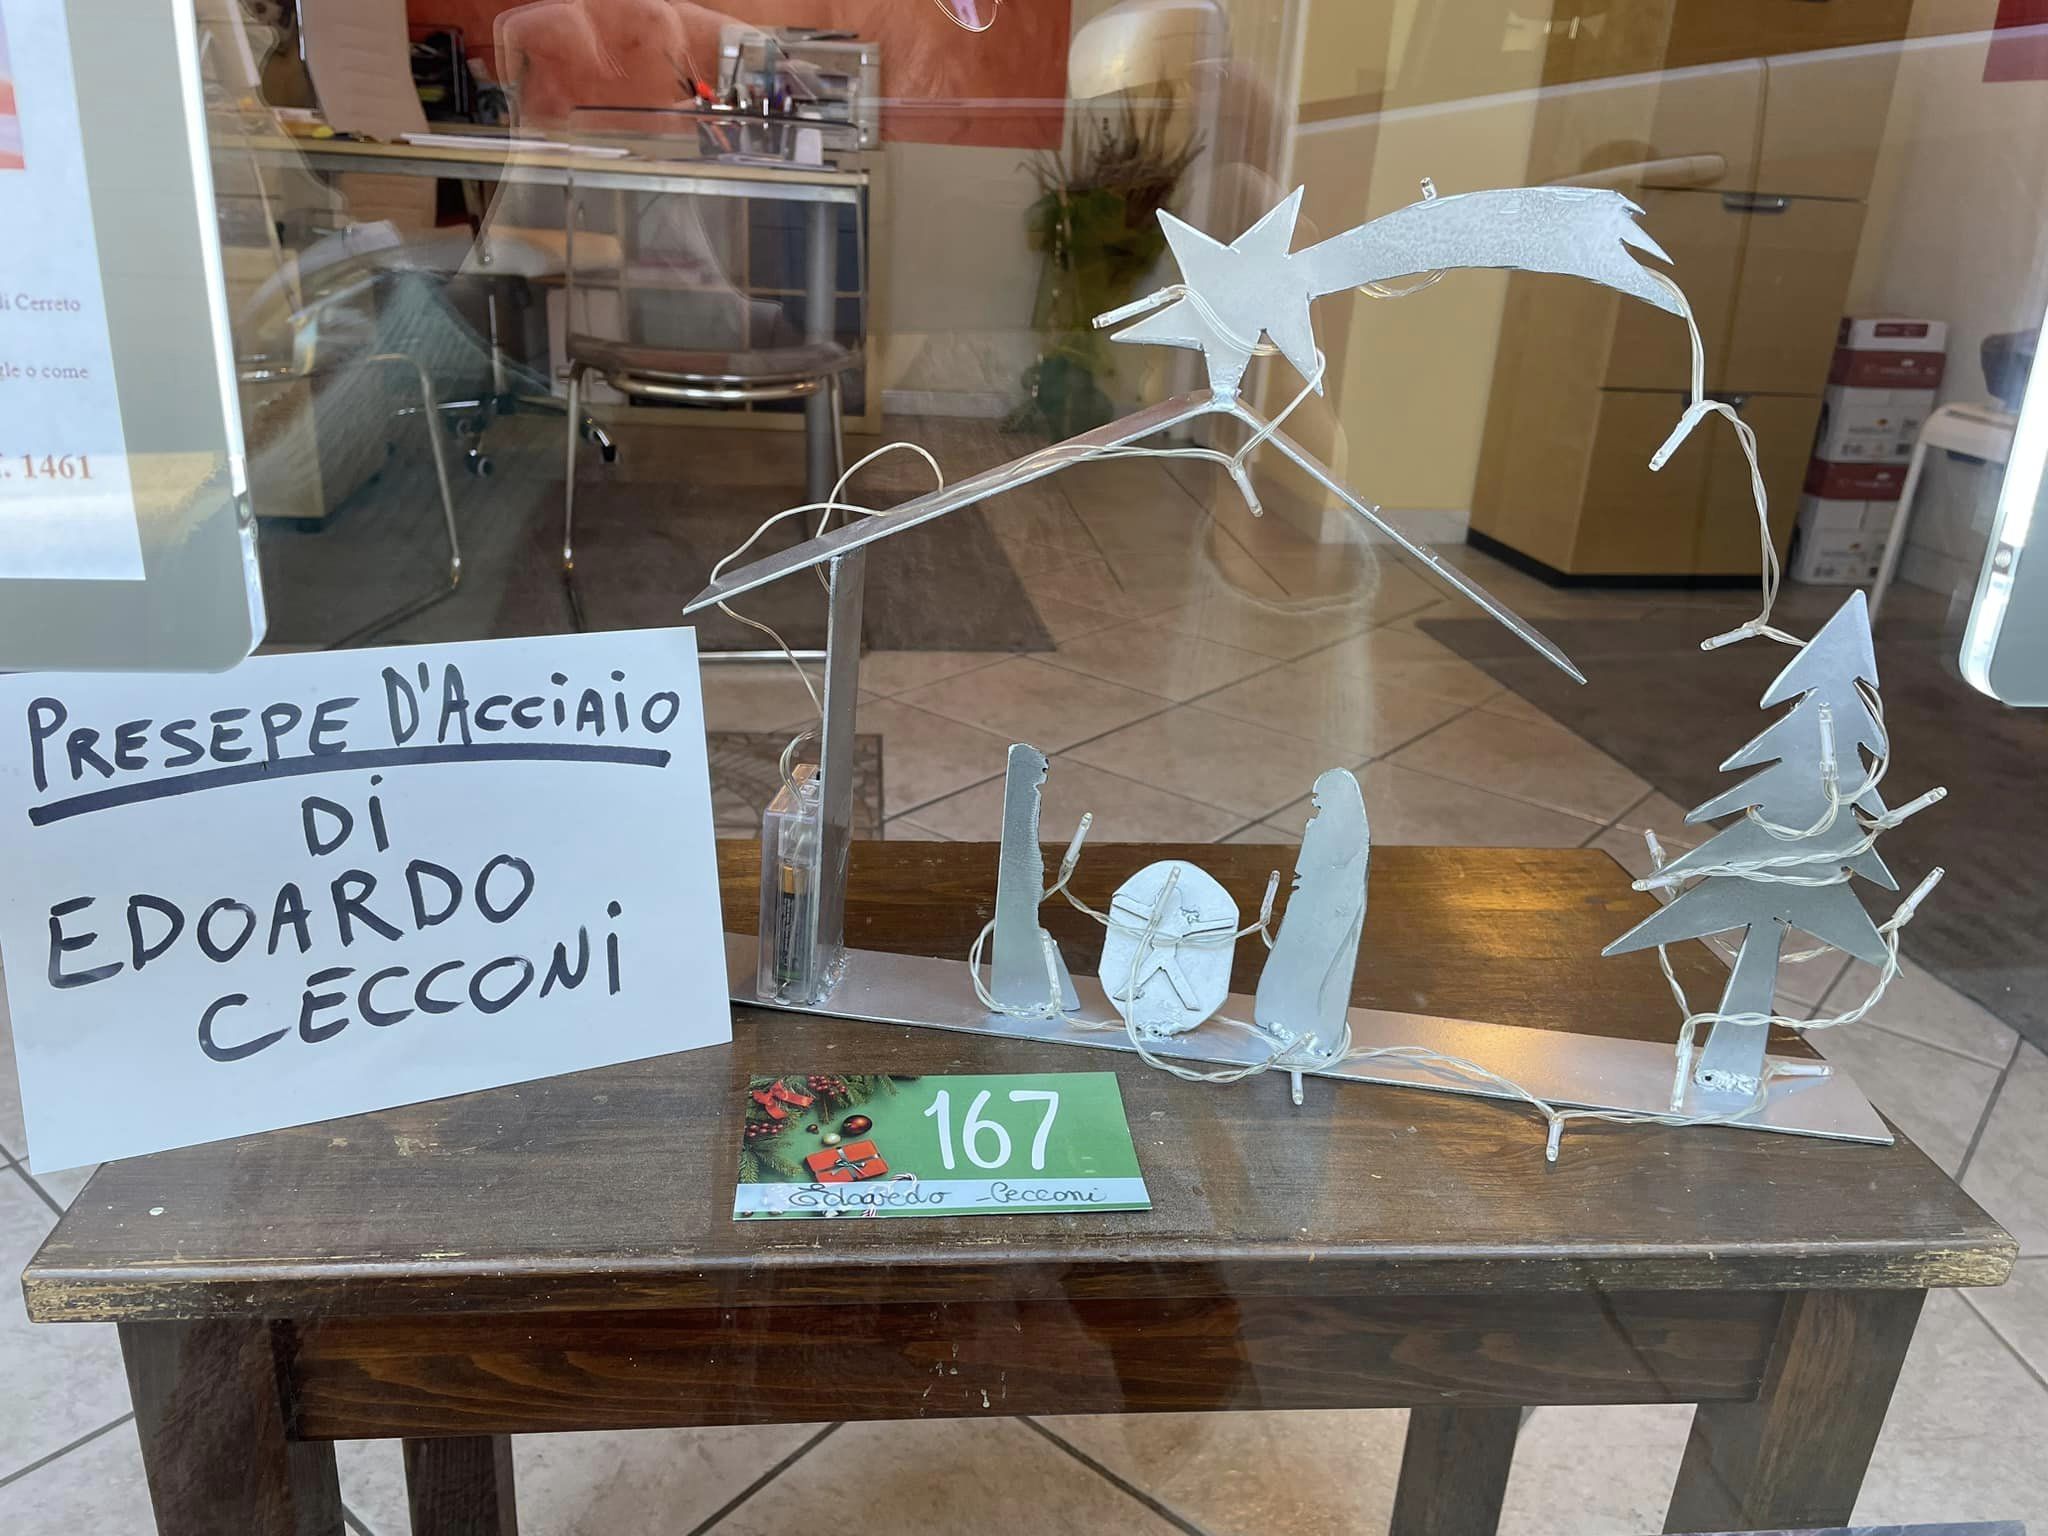 di Cerreto
gle o come
f. 1461
PRESEPE D'ACCIAIO
Di
EDOARDO
CECCONI
167
Edoardo Cecconi